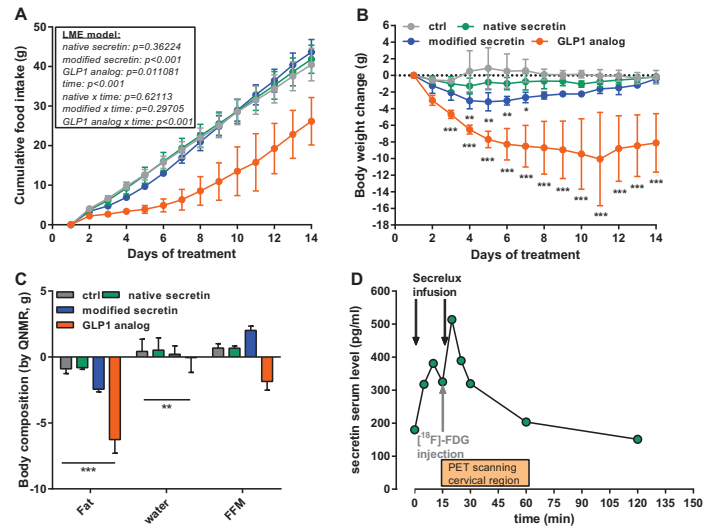 A
LME model:
native secretin: p=0.36224
modified secretin: p<0.001
GLP1 analog: p=0.011081
time: p<0.001
native x time: p=0.62113
modified x time: p=0.29705
GLP1 analog x time: p<0.001
Cumulative food intake (g)
50
40
30
20
10
0
0 2 4 6 8 10 12 14
Days of treatment
B
ctrl native secretin
modified secretin GLP1 analog
Body weight change (g)
6
4
2
0
-2
-4
-6
-8
-10
-12
-14
-16
*** ** ** ** *
*** *** *** *** *** *** *** *** *** *** ***
0 2 4 6 8 10 12 14
Days of treatment
C
ctrl native secretin
modified secretin
GLP1 analog
Body composition (by QNMR, g)
5
0
-5
-10
***
**
Fat water FFM
D
Secrelux
infusion
secretin serum level (pg/ml)
600
500
400
300
200
100
0
[18F]-FDG
injection
PET scanning
cervical region
0 15 30 45 60 75 90 105 120 135 150
time (min)